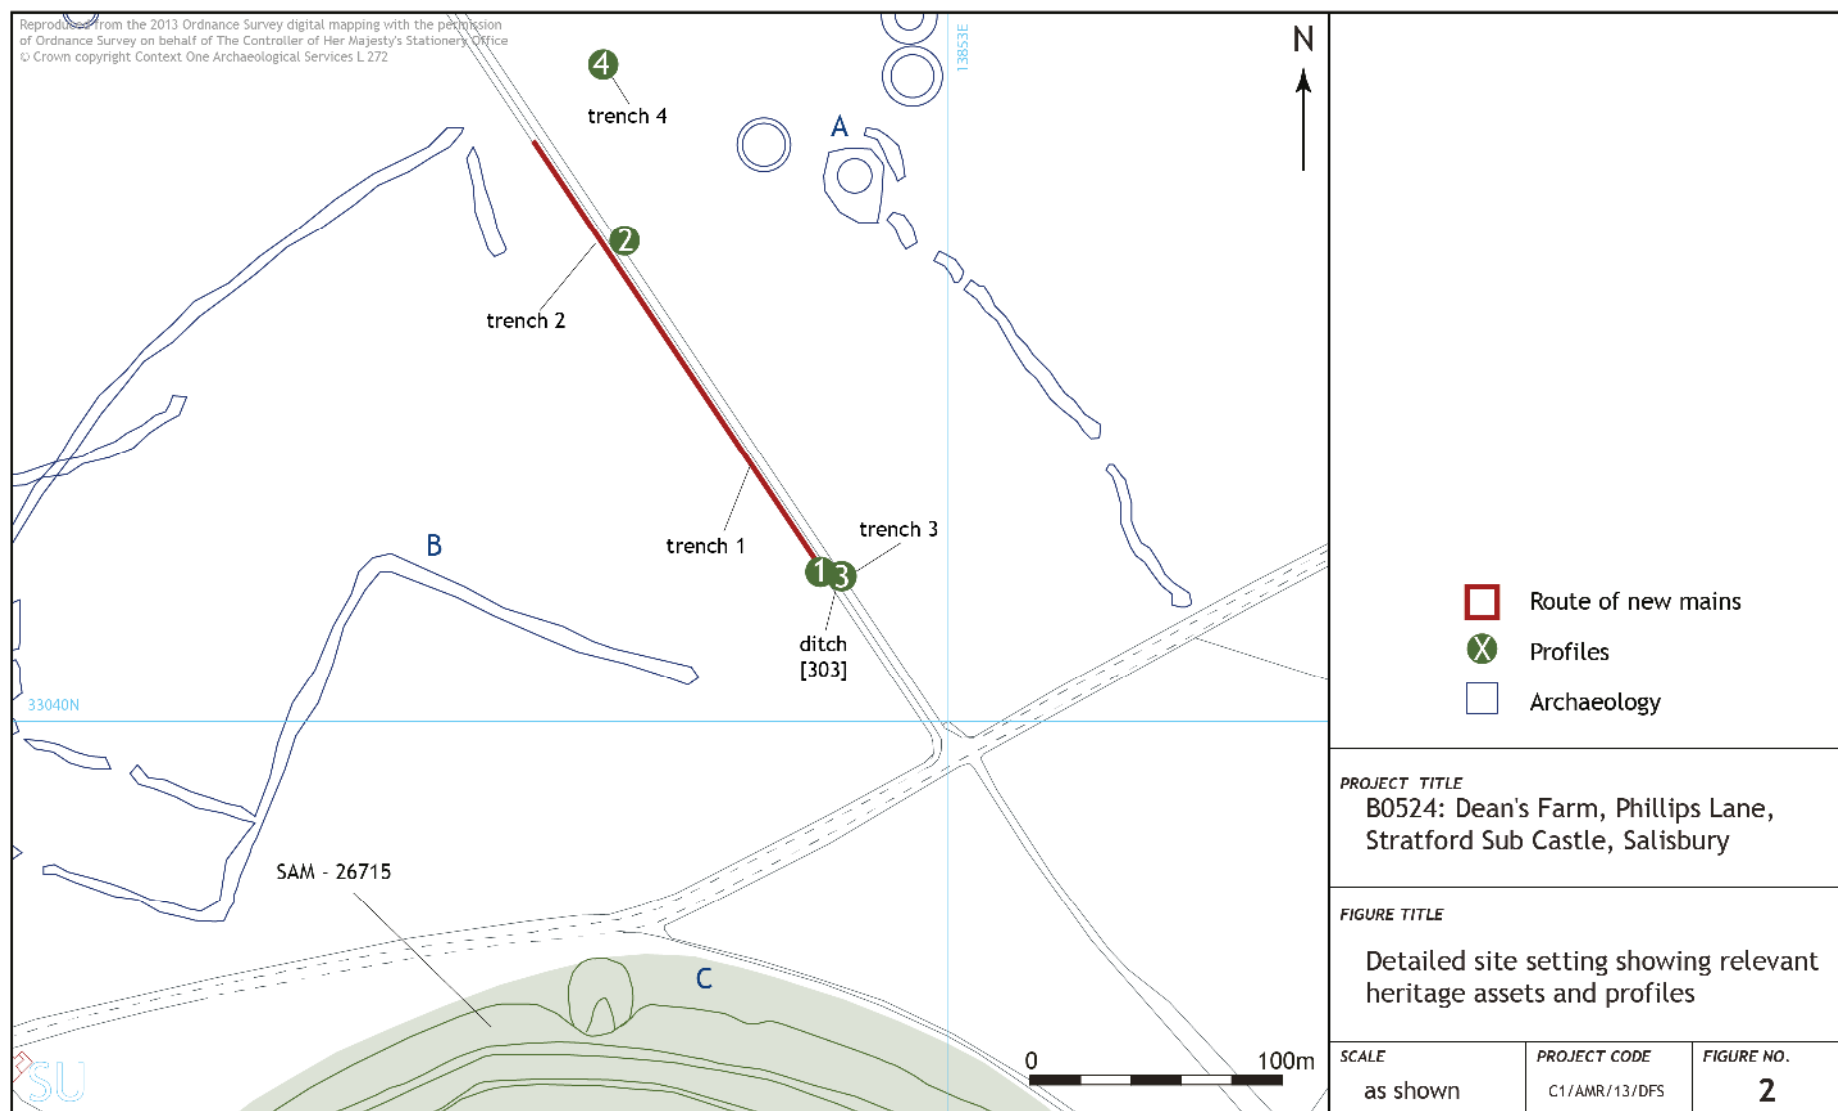 Reproduced from the 2013 Ordnance Survey digital mapping with the permission
of Ordnance Survey on behalf of The Controller of Her Majesty's Stationery Office
© Crown copyright Context One Archaeological Services L 272
4
trench 4
A
13853E
N
2
trench 2
B
trench 1
trench 3
1
3
ditch
[303]
33040N
SAM - 26715
C
SU
0
100m
Route of new mains
X
Profiles
Archaeology
PROJECT TITLE
B0524: Dean's Farm, Phillips Lane,
Stratford Sub Castle, Salisbury
FIGURE TITLE
Detailed site setting showing relevant
heritage assets and profiles
SCALE
as shown
PROJECT CODE
C1/AMR/13/DFS
FIGURE NO.
2